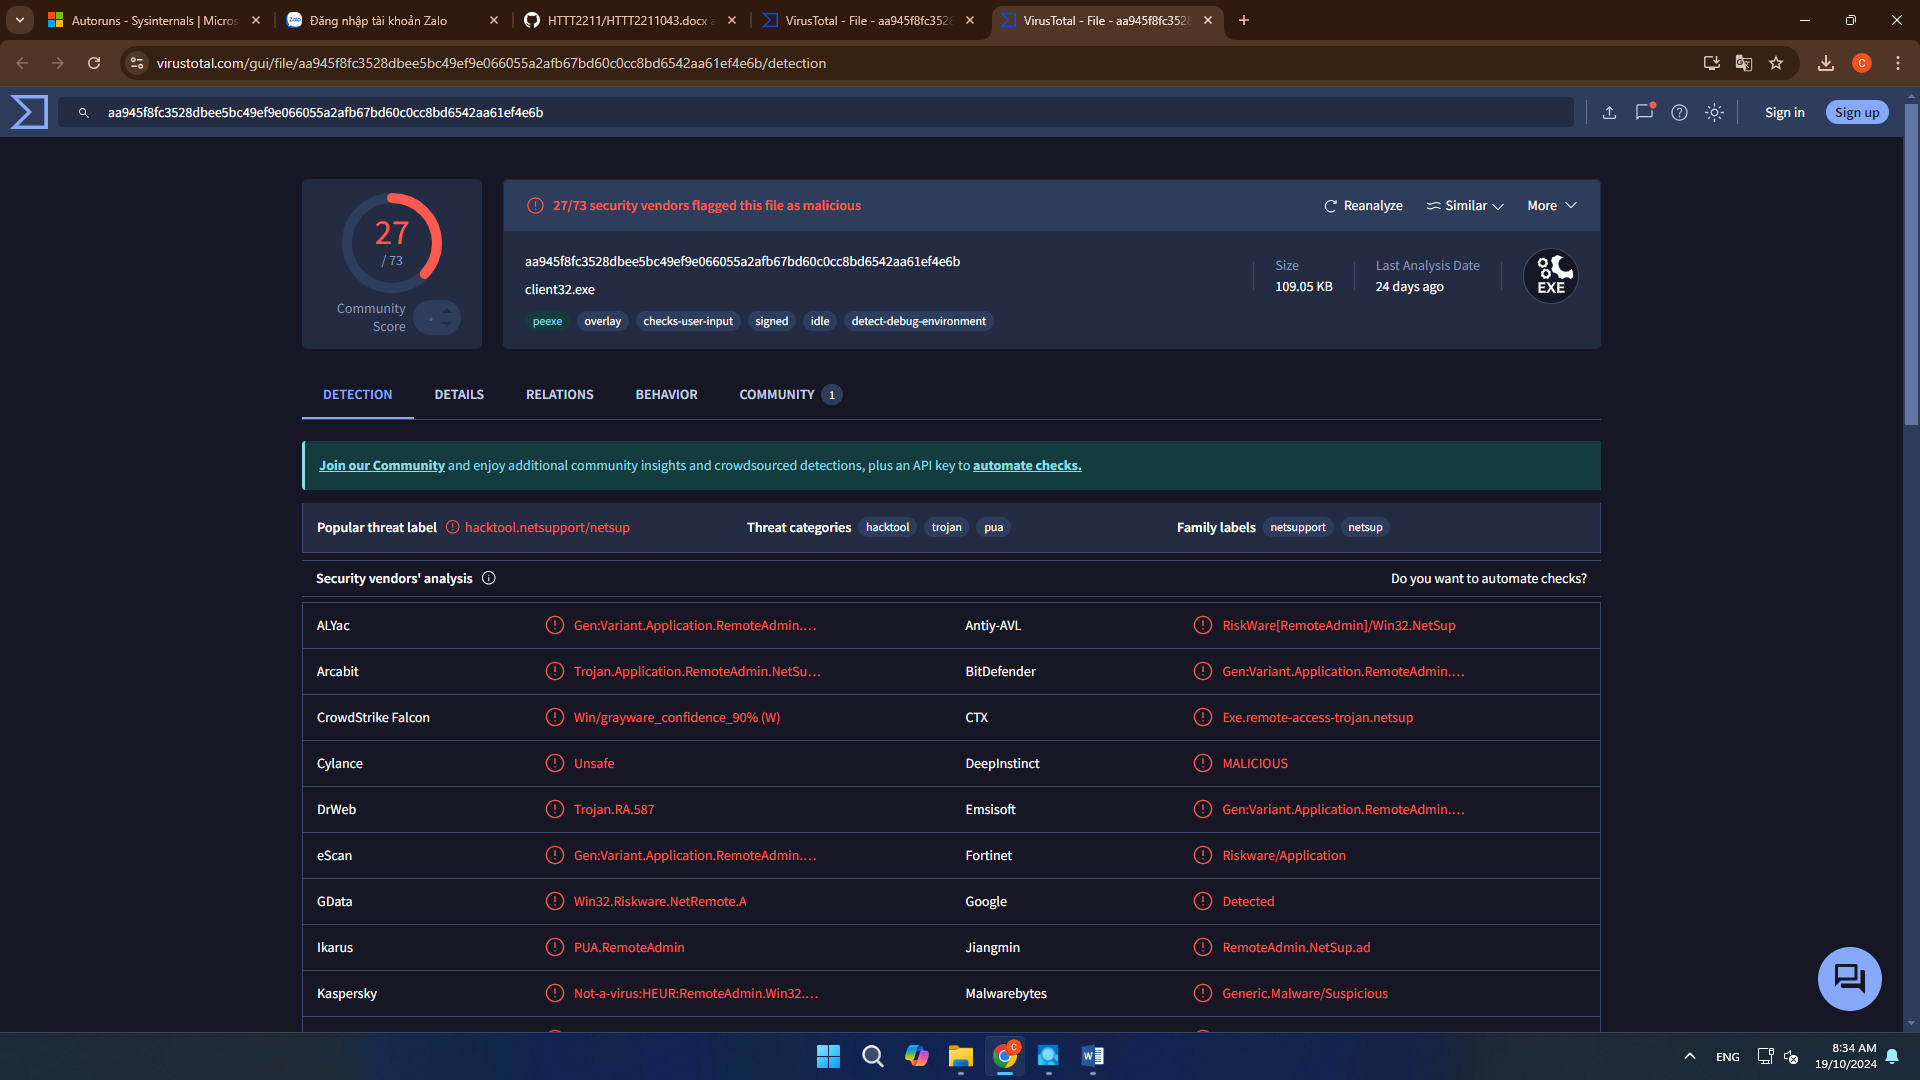 Autoruns - Sysinternals | Micros
Đăng nhập tài khoản Zalo
HTTT2211/HTTT2211043.docx a
VirusTotal - File - aa945f8fc3528
VirusTotal - File - aa945f8fc3528
virustotal.com/gui/file/aa945f8fc3528dbee5bc49ef9e066055a2afb67bd60c0cc8bd6542aa61ef4e6b/detection
C
aa945f8fc3528dbee5bc49ef9e066055a2afb67bd60c0cc8bd6542aa61ef4e6b
Sign in
Sign up
27
/ 73
Community
Score
27/73 security vendors flagged this file as malicious
Reanalyze
Similar
More
aa945f8fc3528dbee5bc49ef9e066055a2afb67bd60c0cc8bd6542aa61ef4e6b
client32.exe
peexe
overlay
checks-user-input
signed
idle
detect-debug-environment
Size
109.05 KB
Last Analysis Date
24 days ago
EXE
DETECTION
DETAILS
RELATIONS
BEHAVIOR
COMMUNITY 1
Join our Community and enjoy additional community insights and crowdsourced detections, plus an API key to automate checks.
Popular threat label
hacktool.netsupport/netsup
Threat categories
hacktool
trojan
pua
Family labels
netsupport
netsup
Security vendors' analysis
Do you want to automate checks?
ALYac
Gen:Variant.Application.RemoteAdmin....
Antiy-AVL
RiskWare[RemoteAdmin]/Win32.NetSup
Arcabit
Trojan.Application.RemoteAdmin.NetSu...
BitDefender
Gen:Variant.Application.RemoteAdmin....
CrowdStrike Falcon
Win/grayware_confidence_90% (W)
CTX
Exe.remote-access-trojan.netsup
Cylance
Unsafe
DeepInstinct
MALICIOUS
DrWeb
Trojan.RA.587
Emsisoft
Gen:Variant.Application.RemoteAdmin....
eScan
Gen:Variant.Application.RemoteAdmin....
Fortinet
Riskware/Application
GData
Win32.Riskware.NetRemote.A
Google
Detected
Ikarus
PUA.RemoteAdmin
Jiangmin
RemoteAdmin.NetSup.ad
Kaspersky
Not-a-virus:HEUR:RemoteAdmin.Win32....
Malwarebytes
Generic.Malware/Suspicious
C
ENG
8:34 AM
19/10/2024